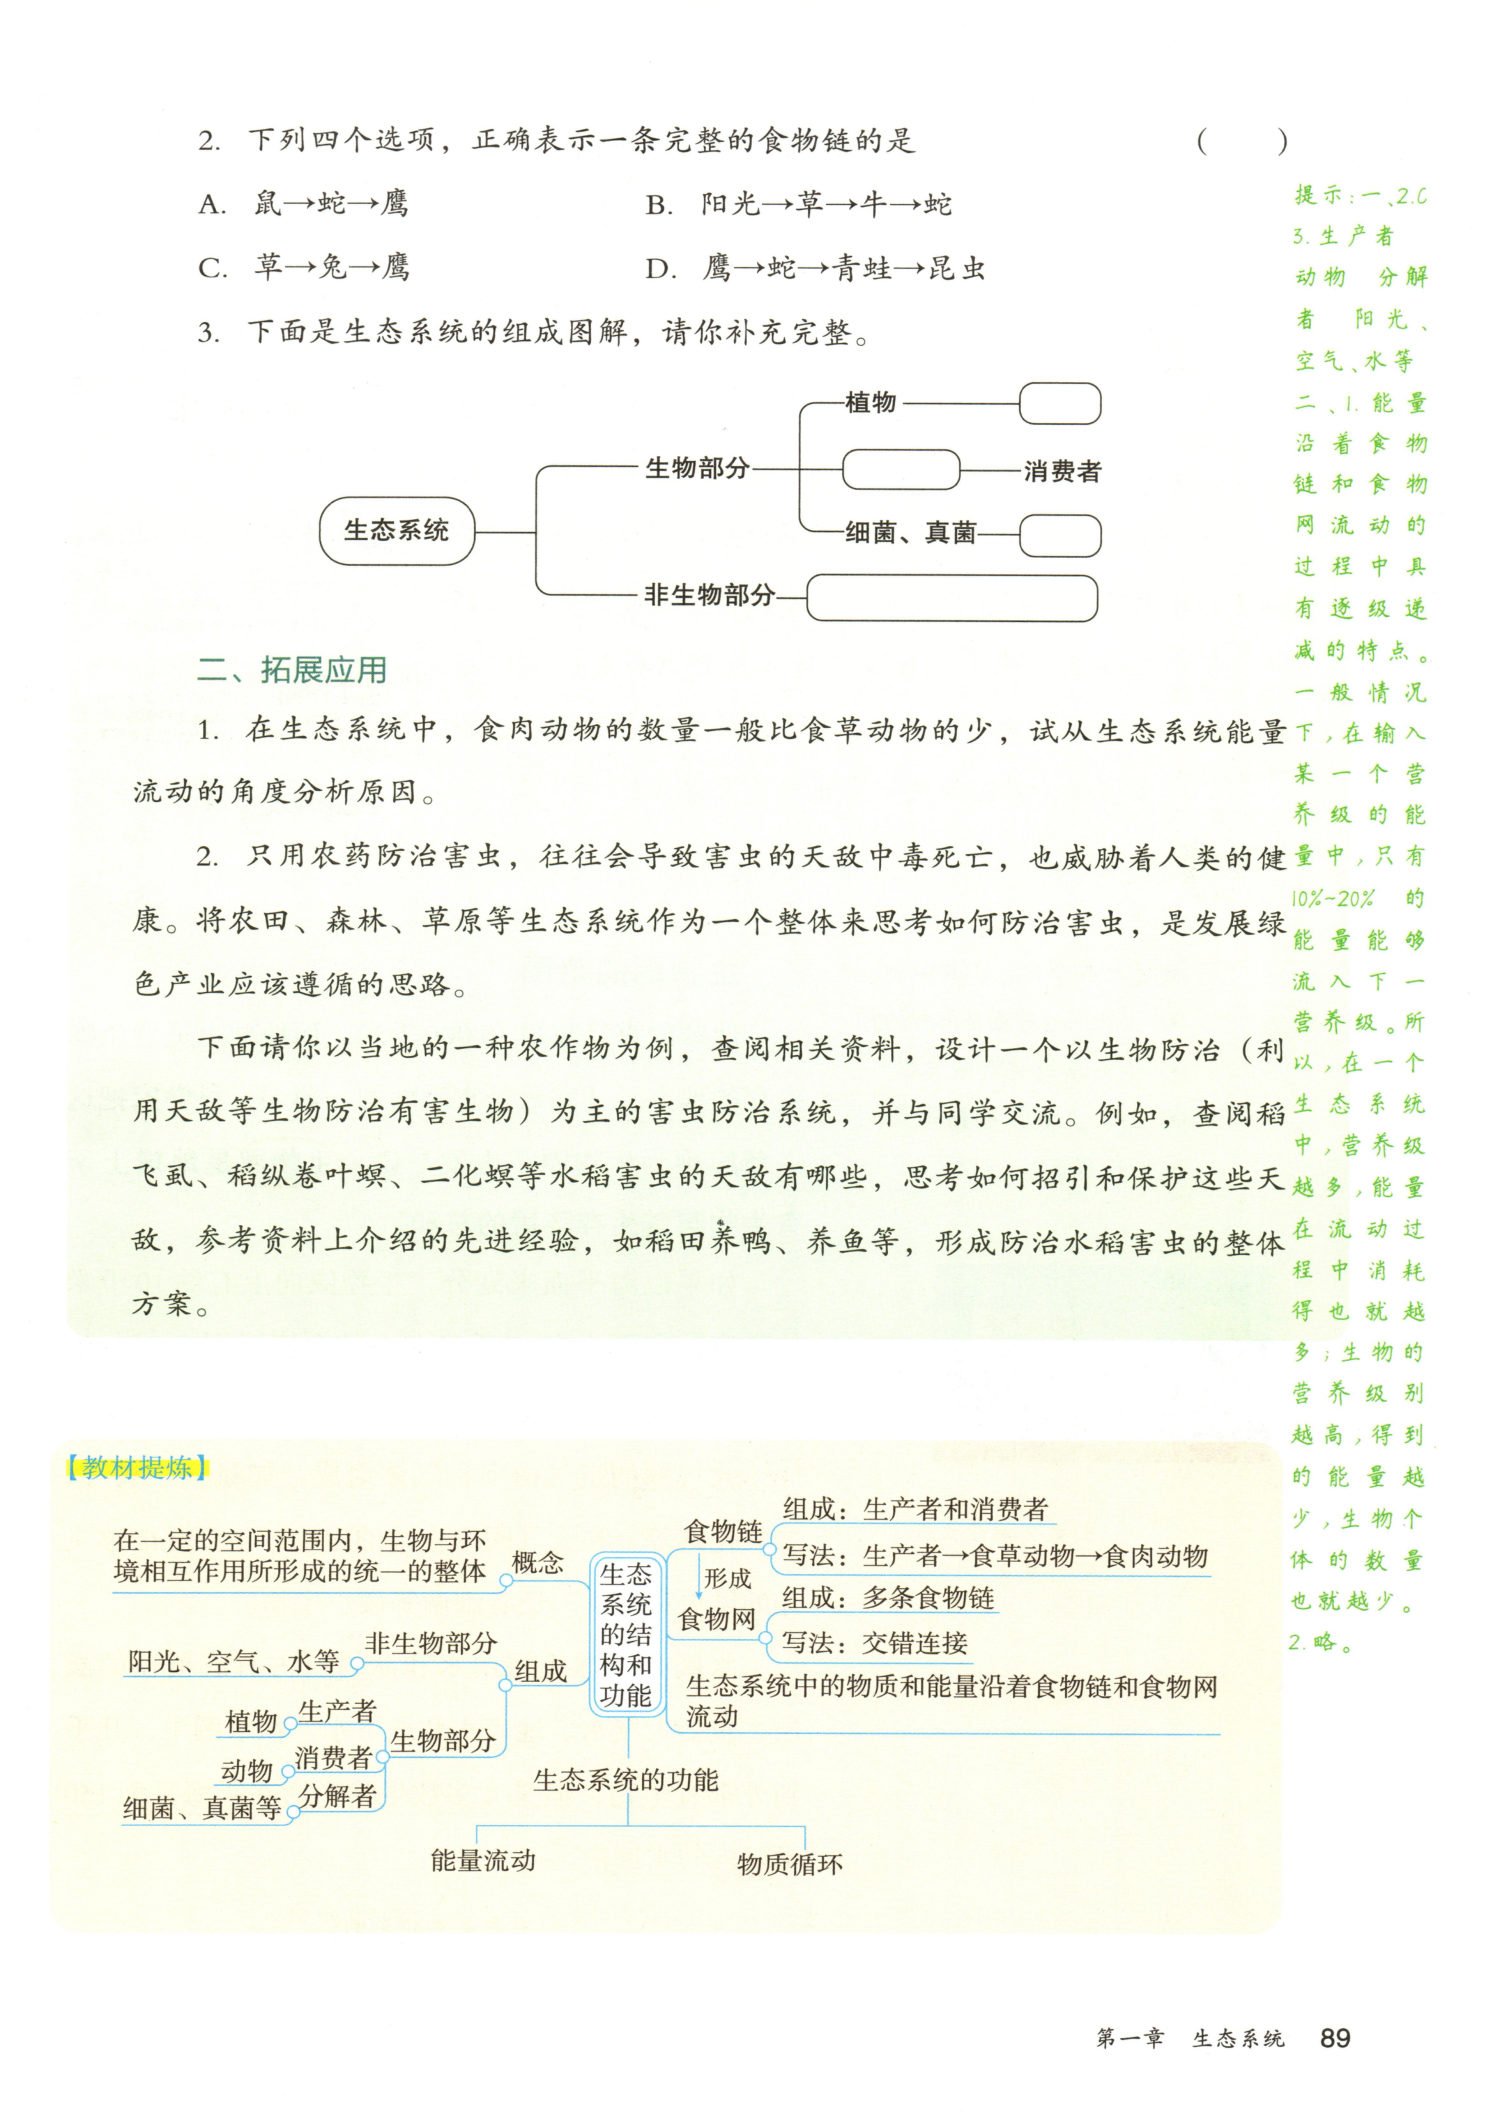 2. 下列四个选项，正确表示一条完整的食物链的是 （ ）
A. 鼠→蛇→鹰 B. 阳光→草→牛→蛇
C. 草→兔→鹰 D. 鹰→蛇→青蛙→昆虫
3. 下面是生态系统的组成图解，请你补充完整。
植物
生物部分
消费者
生态系统
细菌、真菌
非生物部分
二、拓展应用
1. 在生态系统中，食肉动物的数量一般比食草动物的少，试从生态系统能量
流动的角度分析原因。
2. 只用农药防治害虫，往往会导致害虫的天敌中毒死亡，也威胁着人类的健
康。将农田、森林、草原等生态系统作为一个整体来思考如何防治害虫，是发展绿
色产业应该遵循的思路。
下面请你以当地的一种农作物为例，查阅相关资料，设计一个以生物防治（利
用天敌等生物防治有害生物）为主的害虫防治系统，并与同学交流。例如，查阅稻
飞虱、稻纵卷叶螟、二化螟等水稻害虫的天敌有哪些，思考如何招引和保护这些天
敌，参考资料上介绍的先进经验，如稻田养鸭、养鱼等，形成防治水稻害虫的整体
方案。
提示：一、2.C
3.生产者
动物 分解
者 阳光、
空气、水等
二、1.能量
沿着食物
链和食物
网流动的
过程中具
有逐级递
减的特点。
一般情况
下，在输入
某一个营
养级的能
量中，只有
10%~20% 的
能量能够
流入下一
营养级。所
以，在一个
生态系统
中，营养级
越多，能量
在流动过
程中消耗
得也就越
多；生物的
营养级别
越高，得到
的能量越
少，生物个
体的数量
也就越少。
2.略。
【教材提炼】
在一定的空间范围内，生物与环
境相互作用所形成的统一的整体
概念
阳光、空气、水等
非生物部分
组成
植物
生产者
动物
消费者
细菌、真菌等
分解者
生物部分
生态
系统
的结
构和
功能
食物链
组成：生产者和消费者
写法：生产者→食草动物→食肉动物
形成
食物网
组成：多条食物链
写法：交错连接
生态系统中的物质和能量沿着食物链和食物网
流动
生态系统的功能
能量流动
物质循环
第一章 生态系统 89